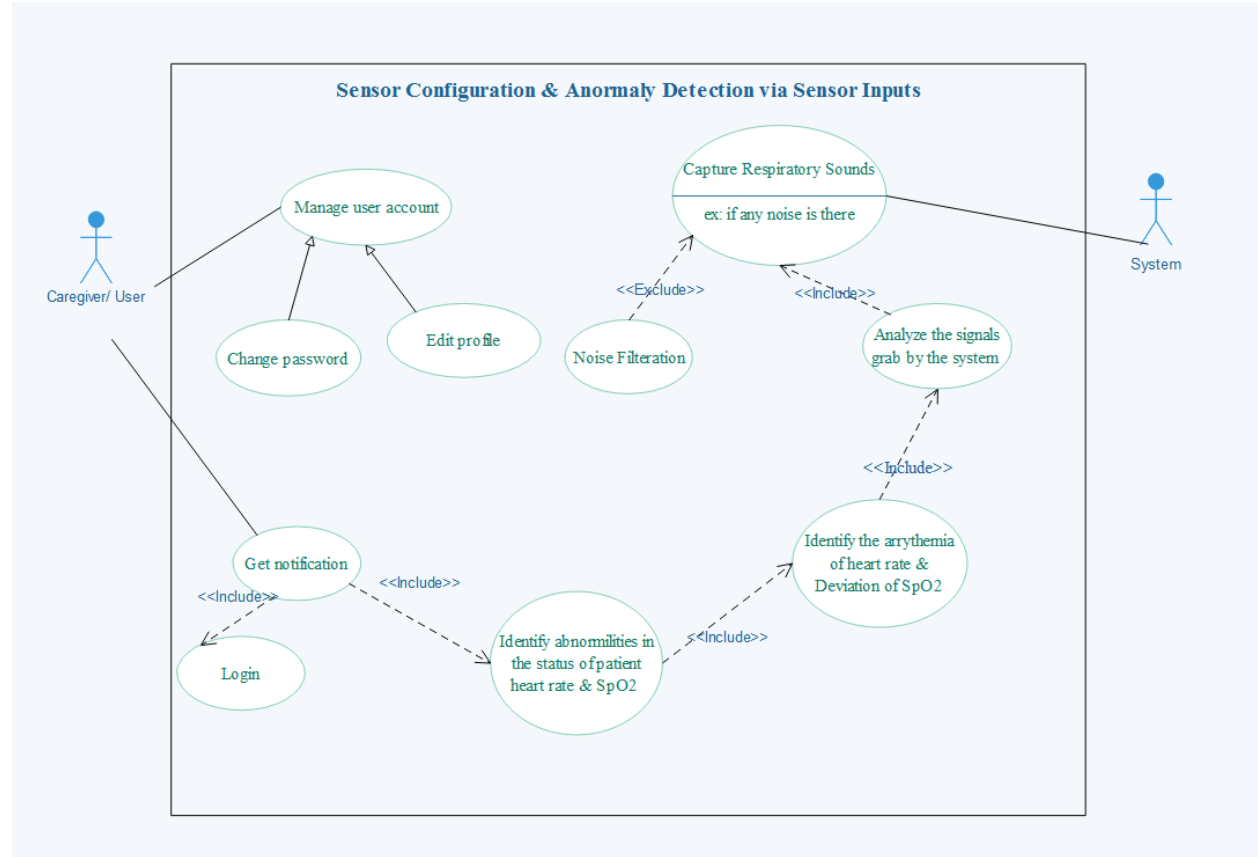 Sensor Configuration & Anormaly Detection via Sensor Inputs
Capture Respiratory Sounds
ex: if any noise is there
Manage user account
Caregiver/ User
System
<<Exclude>>
<<Include>>
Change password
Edit profile
Noise Filteration
Analyze the signals
grab by the system
<<Include>>
Identify the arrythemia
of heart rate &
Deviation of SpO2
Get notification
<<Include>>
<<Include>>
<<Include>>
Identify abnormilities in
the status of patient
heart rate & SpO2
Login